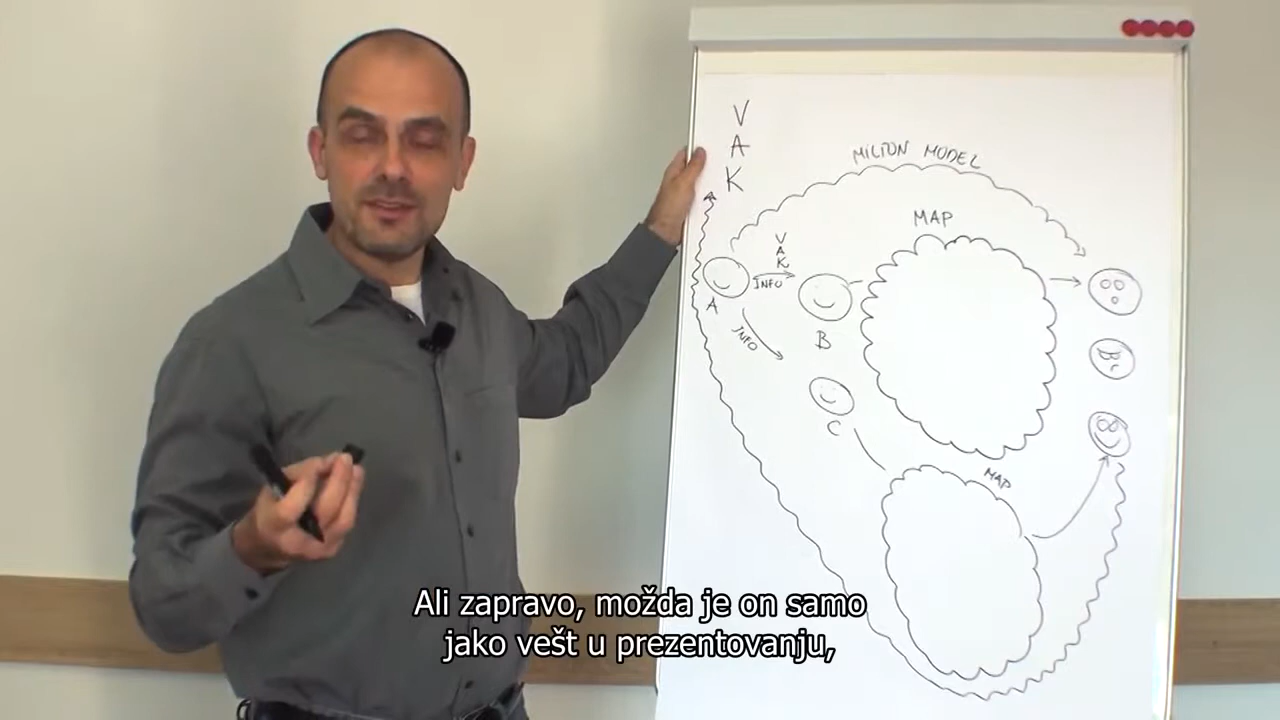 V
A
K
MILTON MODEL
MAP
V
A
K
INFO
A
B
INFO
C
MAP
Ali zapravo, možda je on samo
jako vešt u prezentovanju,